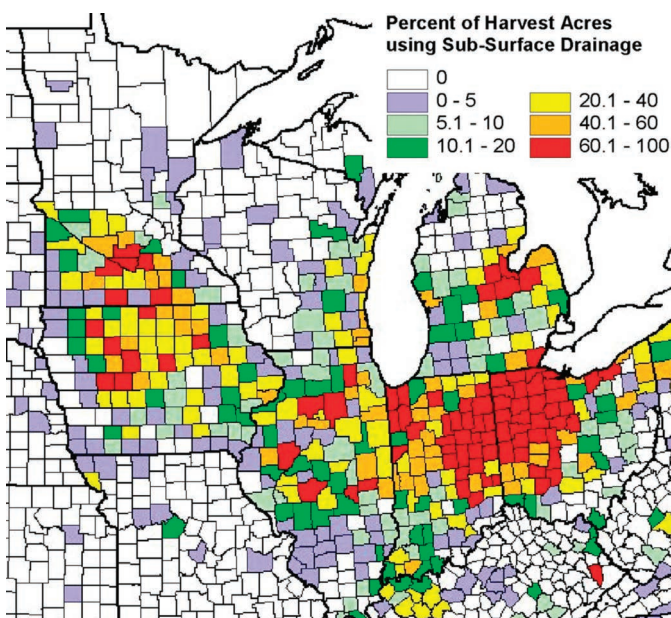 Percent of Harvest Acres
using Sub-Surface Drainage
0
0 - 5
5.1 - 10
10.1 - 20
20.1 - 40
40.1 - 60
60.1 - 100